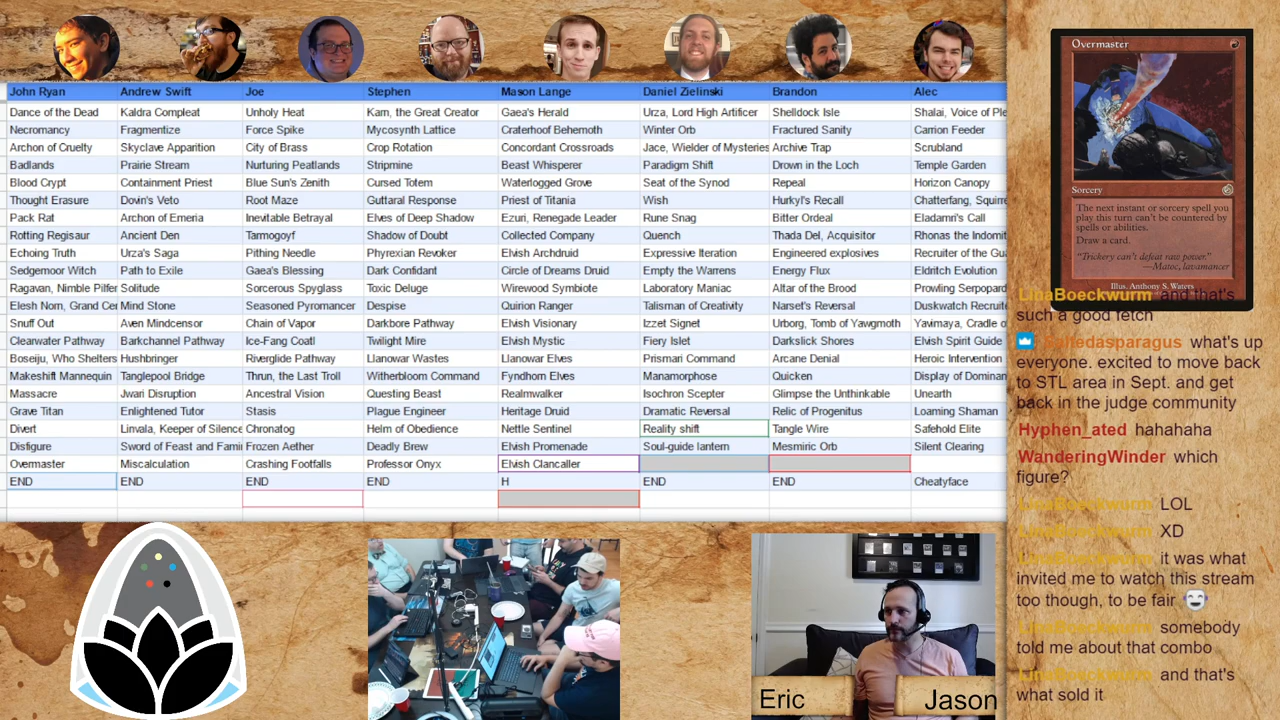 John Ryan Andrew Swift Joe Stephen Mason Lange Daniel Zielinski Brandon Alec
Dance of the Dead Kaldra Compleat Unholy Heat Karn, the Great Creator Gaea's Herald Urza, Lord High Artificer Shelldock Isle Shalai, Voice of Ple
Necromancy Fragmentize Force Spike Mycosynth Lattice Craterhoof Behemoth Winter Orb Fractured Sanity Carrion Feeder
Archon of Cruelty Skyclave Apparition City of Brass Crop Rotation Concordant Crossroads Jace, Wielder of Mysteries Archive Trap Scrubland
Badlands Prairie Stream Nurturing Peatlands Stripmine Beast Whisperer Paradigm Shift Drown in the Loch Temple Garden
Blood Crypt Containment Priest Blue Sun's Zenith Cursed Totem Waterlogged Grove Seat of the Synod Repeal Horizon Canopy
Thought Erasure Dovin's Veto Root Maze Guttaral Response Priest of Titania Wish Hurkyl's Recall Chatterfang, Squirre
Pack Rat Archon of Emeria Inevitable Betrayal Elves of Deep Shadow Ezuri, Renegade Leader Rune Snag Bitter Ordeal Eladamri's Call
Rotting Regisaur Ancient Den Tarmogoyf Shadow of Doubt Collected Company Quench Thada Del, Acquisitor Rhonas the Indomit
Echoing Truth Urza's Saga Pithing Needle Phyrexian Revoker Elvish Archdruid Expressive Iteration Engineered explosives Recruiter of the Gua
Sedgemoor Witch Path to Exile Gaea's Blessing Dark Confidant Circle of Dreams Druid Empty the Warrens Energy Flux Eldritch Evolution
Ragavan, Nimble Pilfer Solitude Sorcerous Spyglass Toxic Deluge Wirewood Symbiote Laboratory Maniac Altar of the Brood Prowling Serpopard
Elesh Norn, Grand Cen Mind Stone Seasoned Pyromancer Despise Quirion Ranger Talisman of Creativity Narset's Reversal Duskwatch Recruite
Snuff Out Aven Mindcensor Chain of Vapor Darkbore Pathway Elvish Visionary Izzet Signet Urborg, Tomb of Yawgmoth Yavimaya, Cradle o
Clearwater Pathway Barkchannel Pathway Ice-Fang Coatl Twilight Mire Elvish Mystic Fiery Islet Darkslick Shores Elvish Spirit Guide
Boseiju, Who Shelters Hushbringer Riverglide Pathway Llanowar Wastes Llanowar Elves Prismari Command Arcane Denial Heroic Intervention
Makeshift Mannequin Tanglepool Bridge Thrun, the Last Troll Witherbloom Command Fyndhorn Elves Manamorphose Quicken Display of Dominan
Massacre Jwari Disruption Ancestral Vision Questing Beast Realmwalker Isochron Scepter Glimpse the Unthinkable Unearth
Grave Titan Enlightened Tutor Stasis Plague Engineer Heritage Druid Dramatic Reversal Relic of Progenitus Loaming Shaman
Divert Linvala, Keeper of Silence Chronatog Helm of Obedience Nettle Sentinel Reality shift Tangle Wire Safehold Elite
Disfigure Sword of Feast and Fami Frozen Aether Deadly Brew Elvish Promenade Soul-guide lantern Mesmiric Orb Silent Clearing
Overmaster Miscalculation Crashing Footfalls Professor Onyx Elvish Clancaller
END END END END H END END Cheatyface
Eric
Jason
Overmaster
Sorcery
The next instant or sorcery spell you
play this turn can't be countered by
spells or abilities.
Draw a card.
"Trickery can't defeat raw power."
—Matoc, lavamancer
Illus. Anthony S. Waters
LinaBoeckwurm and that's
such a good fetch
what's up
everyone. excited to move back
to STL area in Sept. and get
back in the judge community
Hyphen_ated hahahaha
WanderingWinder which
figure?
LinaBoeckwurm LOL
LinaBoeckwurm XD
LinaBoeckwurm it was what
invited me to watch this stream
too though, to be fair
LinaBoeckwurm somebody
told me about that combo
LinaBoeckwurm and that's
what sold it